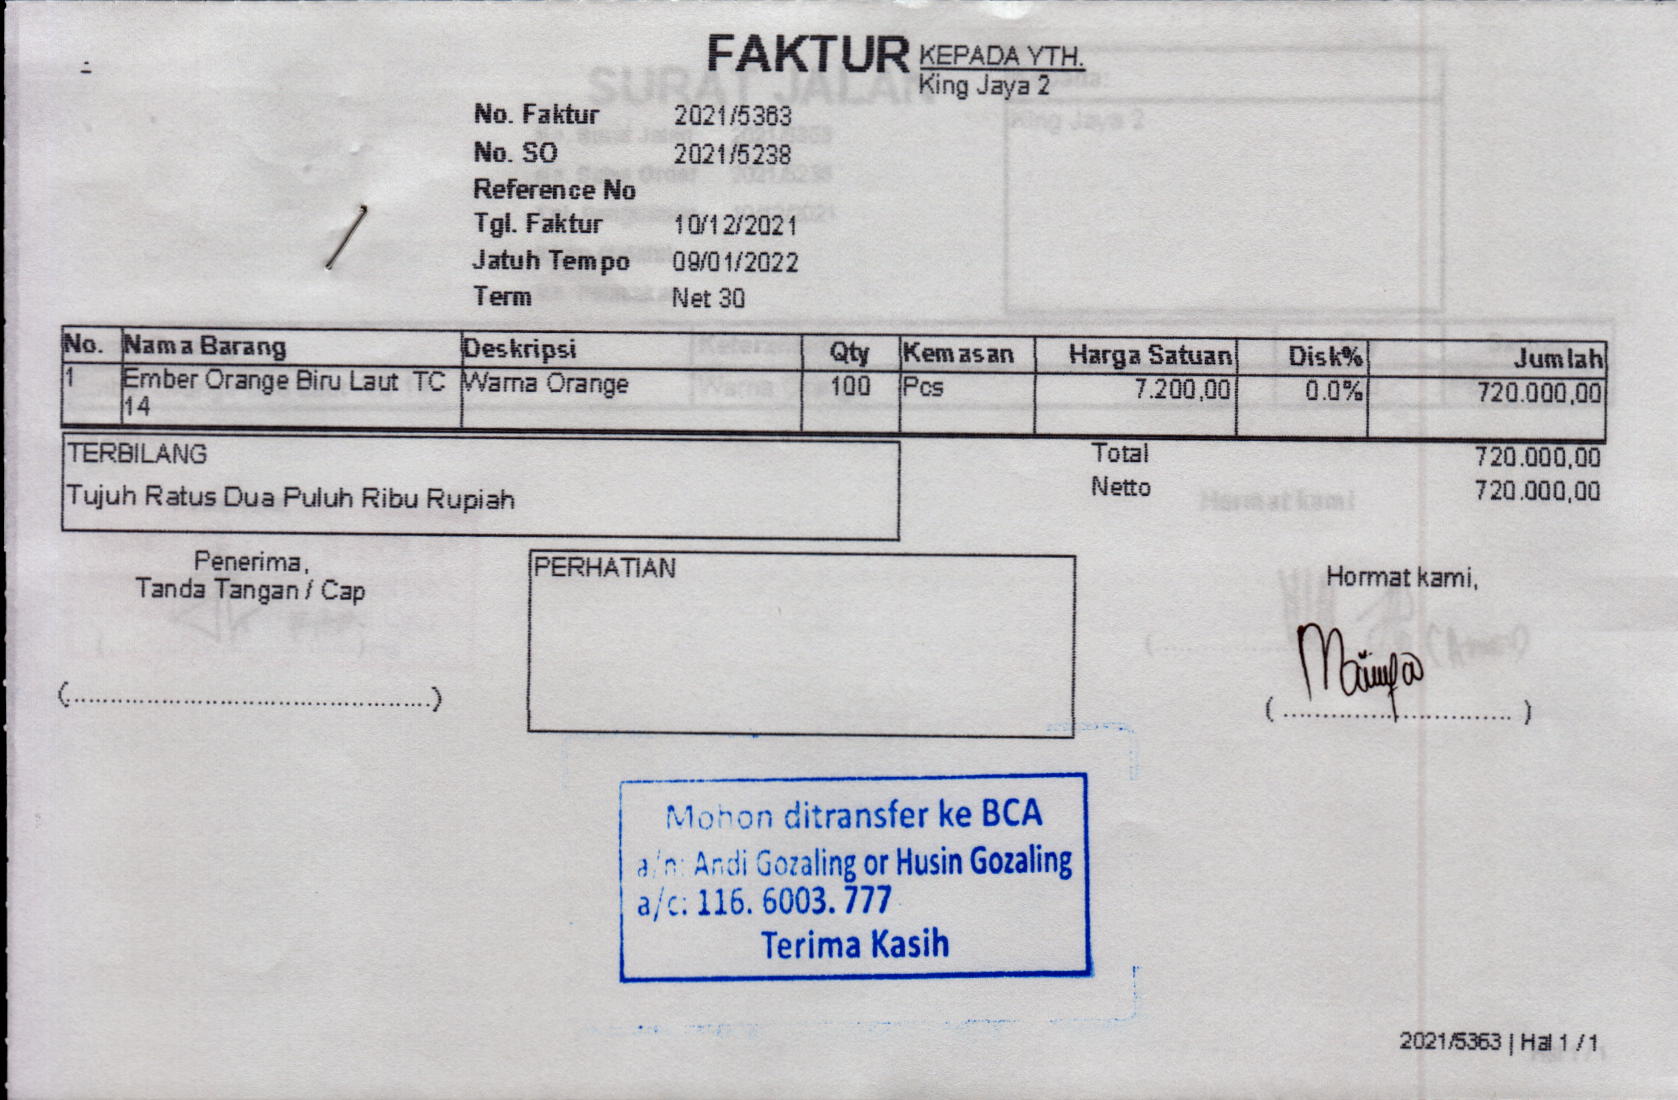 FAKTUR
KEPADA YTH.
King Jaya 2
No. Faktur 2021/5363
No. SO 2021/5238
Reference No
Tgl. Faktur 10/12/2021
Jatuh Tempo 09/01/2022
Term Net 30
No. Nama Barang Deskripsi Qty Kemasan Harga Satuan Disk% Jumlah
1 Ember Orange Biru Laut TC 14 Warna Orange 100 Pcs 7.200,00 0.0% 720.000,00
TERBILANG
Tujuh Ratus Dua Puluh Ribu Rupiah
Total 720.000,00
Netto 720.000,00
Penerima,
Tanda Tangan / Cap
(...............................................)
PERHATIAN
Hormat kami,
( ............................. )
Mohon ditransfer ke BCA
a/n: Andi Gozaling or Husin Gozaling
a/c: 116. 6003. 777
Terima Kasih
2021/5363 | Hal 1 / 1